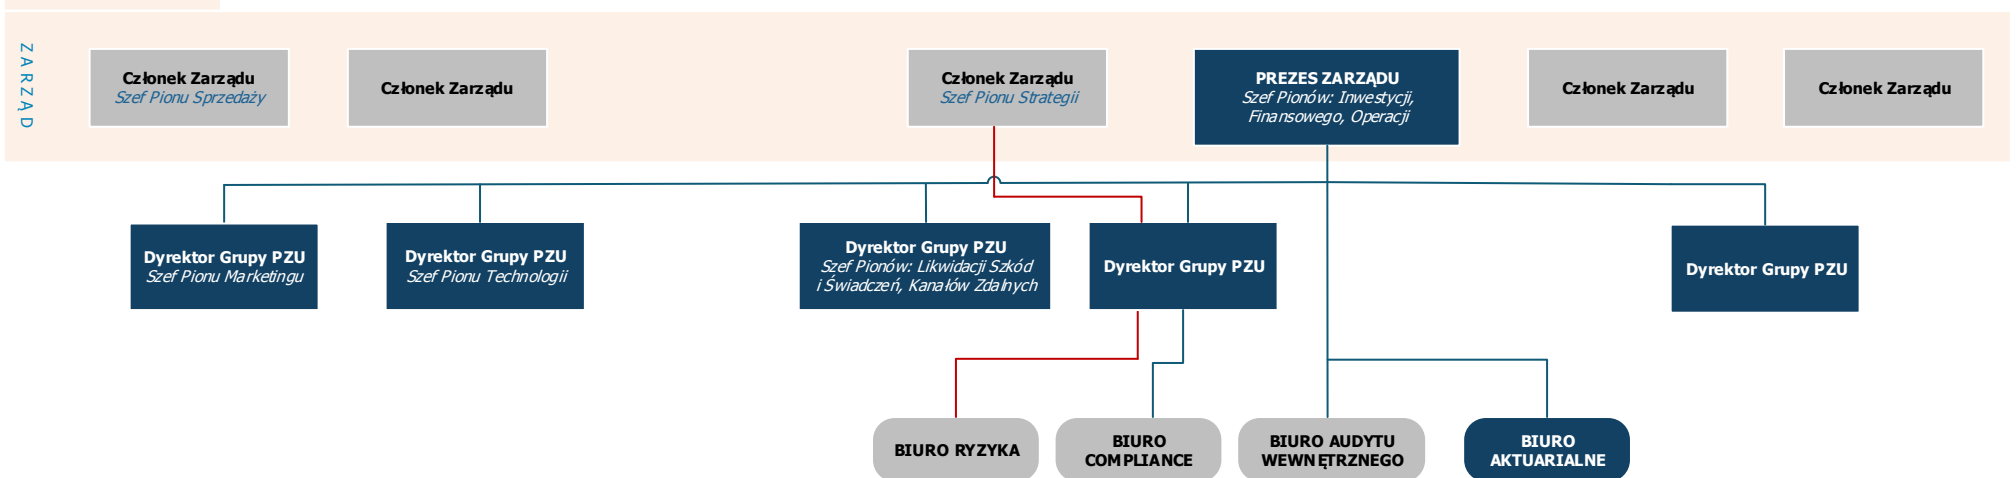 ZARZĄD
Członek Zarządu
Szef Pionu Sprzedaży
Członek Zarządu
Członek Zarządu
Szef Pionu Strategii
PREZES ZARZĄDU
Szef Pionów: Inwestycji,
Finansowego, Operacji
Członek Zarządu
Członek Zarządu
Dyrektor Grupy PZU
Szef Pionu Marketingu
Dyrektor Grupy PZU
Szef Pionu Technologii
Dyrektor Grupy PZU
Szef Pionów: Likwidacji Szkód
i Świadczeń, Kanałów Zdalnych
Dyrektor Grupy PZU
Dyrektor Grupy PZU
BIURO RYZYKA
BIURO
COMPLIANCE
BIURO AUDYTU
WEWNĘTRZNEGO
BIURO
AKTUARIALNE